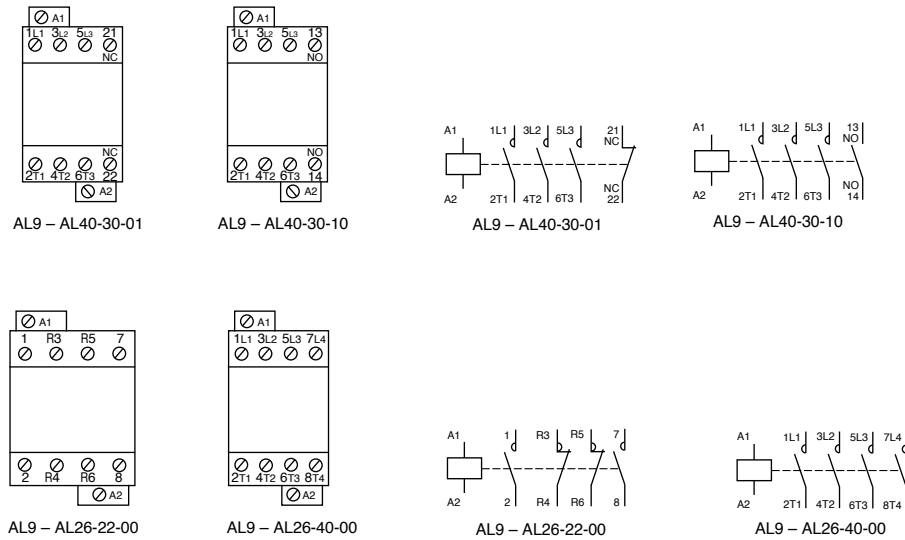 A1
1L1 3L2 5L3 21
NC
NC
2T1 4T2 6T3 22
A2
AL9 – AL40-30-01
A1
1L1 3L2 5L3 13
NO
NO
2T1 4T2 6T3 14
A2
AL9 – AL40-30-10
A1 1L1 3L2 5L3 21
NC
NC
A2 2T1 4T2 6T3 22
AL9 – AL40-30-01
A1 1L1 3L2 5L3 13
NO
NO
A2 2T1 4T2 6T3 14
AL9 – AL40-30-10
A1
1 R3 R5 7
2 R4 R6 8
A2
AL9 – AL26-22-00
A1
1L1 3L2 5L3 7L4
2T1 4T2 6T3 8T4
A2
AL9 – AL26-40-00
A1 1 R3 R5 7
A2 2 R4 R6 8
AL9 – AL26-22-00
A1 1L1 3L2 5L3 7L4
A2 2T1 4T2 6T3 8T4
AL9 – AL26-40-00